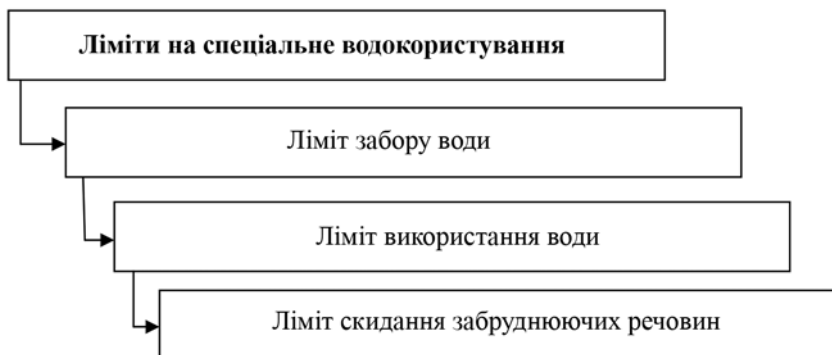 Ліміти на спеціальне водокористування
Ліміт забору води
Ліміт використання води
Ліміт скидання забруднюючих речовин